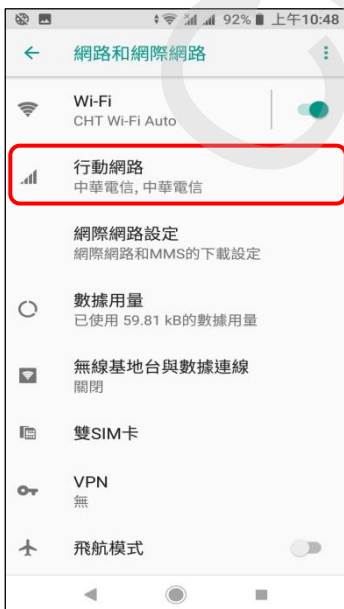 92% 上午10:48
網路和網際網路
Wi-Fi
CHT Wi-Fi Auto
行動網路
中華電信, 中華電信
網際網路設定
網際網路和MMS的下載設定
數據用量
已使用 59.81 kB的數據用量
無線基地台與數據連線
關閉
雙SIM卡
VPN
無
飛航模式